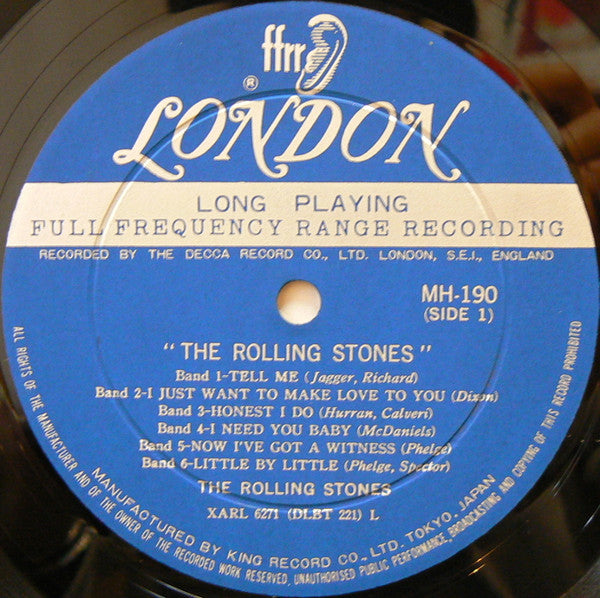 ffrr
®
LONDON
LONG PLAYING
FULL FREQUENCY RANGE RECORDING
RECORDED BY THE DECCA RECORD CO., LTD. LONDON, S.E.I., ENGLAND
MH-190
(SIDE 1)
"THE ROLLING STONES"
Band 1-TELL ME (Jagger, Richard)
Band 2-I JUST WANT TO MAKE LOVE TO YOU (Dixon)
Band 3-HONEST I DO (Hurran, Calveri)
Band 4-I NEED YOU BABY (McDaniels)
Band 5-NOW I'VE GOT A WITNESS (Phelge)
Band 6-LITTLE BY LITTLE (Phelge, Spector)
THE ROLLING STONES
XARL 6271 (DLBT 221) L
MANUFACTURED BY KING RECORD CO., LTD. TOKYO, JAPAN
ALL RIGHTS OF THE MANUFACTURER AND OF THE OWNER OF THE RECORDED WORK RESERVED, UNAUTHORISED PUBLIC PERFORMANCE, BROADCASTING AND COPYING OF THIS RECORD PROHIBITED